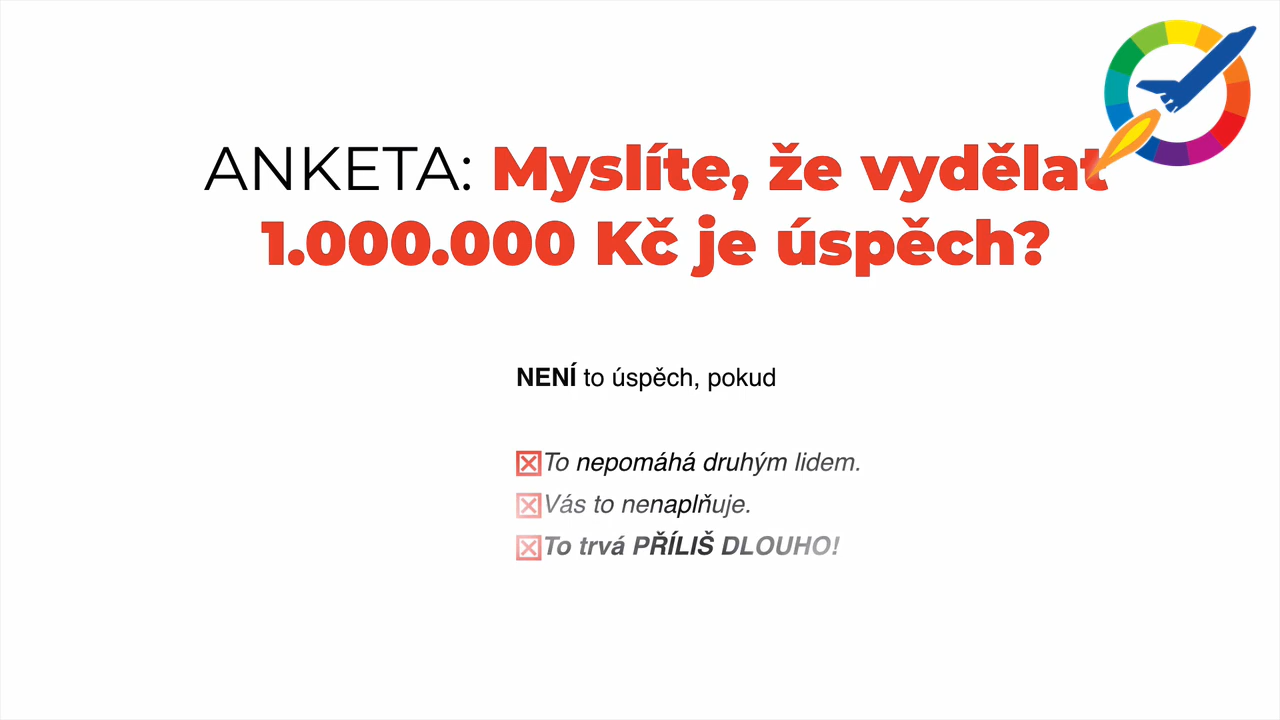 ANKETA: Myslíte, že vydělat
1.000.000 Kč je úspěch?
NENÍ to úspěch, pokud
To nepomáhá druhým lidem.
Vás to nenaplňuje.
To trvá PŘÍLIŠ DLOUHO!